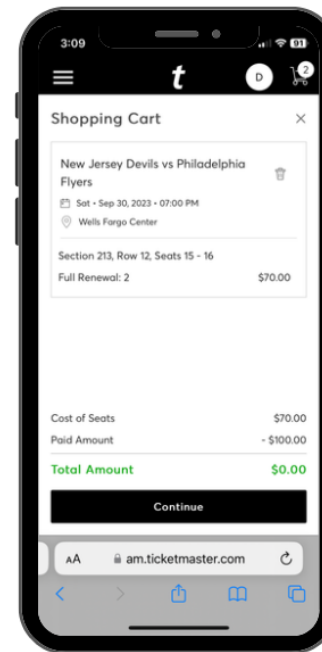 3:09
91
t
D
2
Shopping Cart
New Jersey Devils vs Philadelphia
Flyers
Sat • Sep 30, 2023 • 07:00 PM
Wells Fargo Center
Section 213, Row 12, Seats 15 - 16
Full Renewal: 2 $70.00
Cost of Seats $70.00
Paid Amount - $100.00
Total Amount $0.00
Continue
AA am.ticketmaster.com